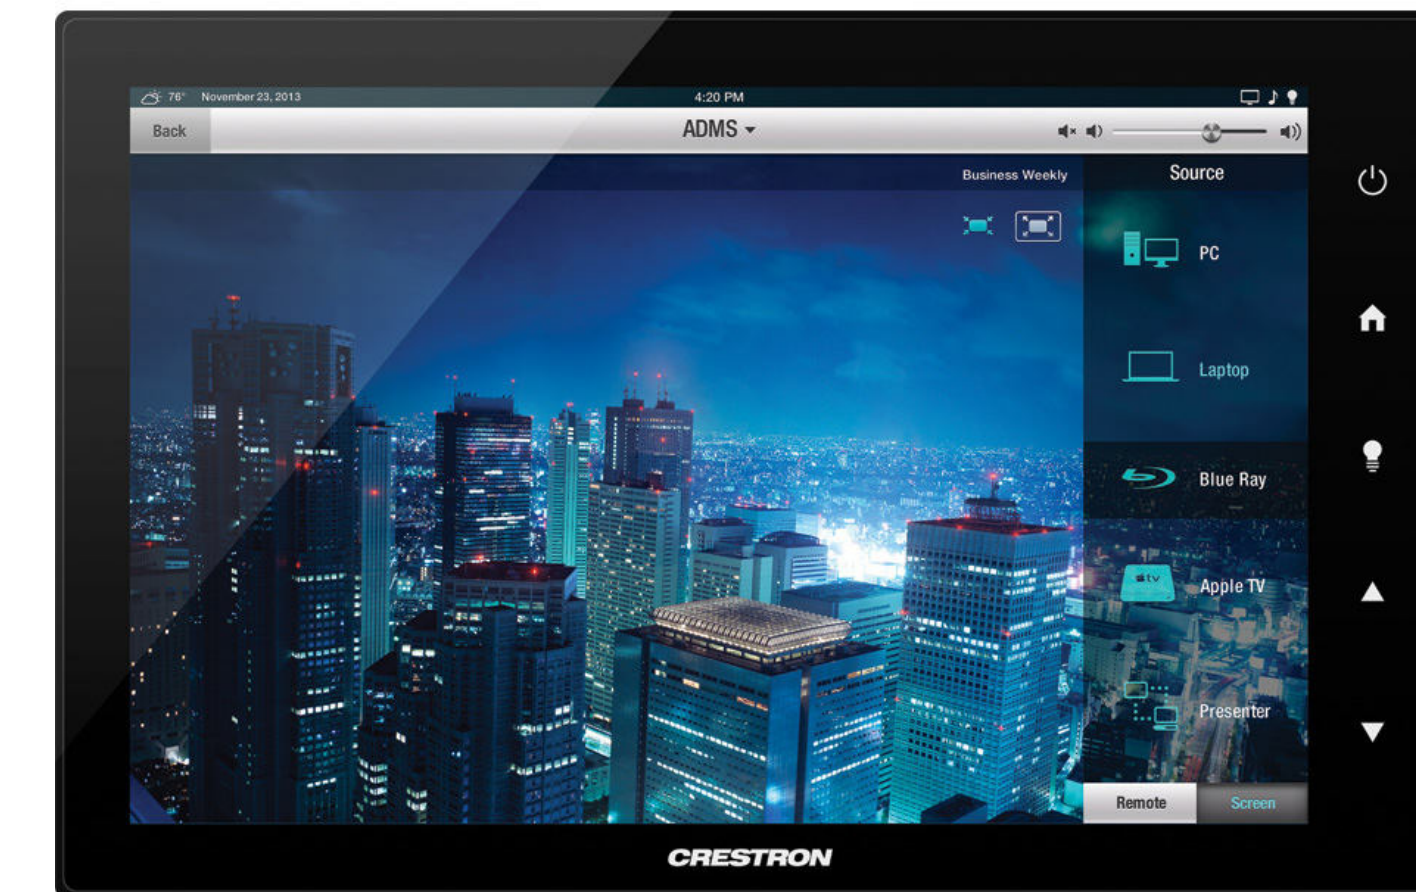 76° November 23, 2013 4:20 PM
Back ADMS
Business Weekly Source
PC
Laptop
Blue Ray
tv Apple TV
Presenter
Remote Screen
CRESTRON